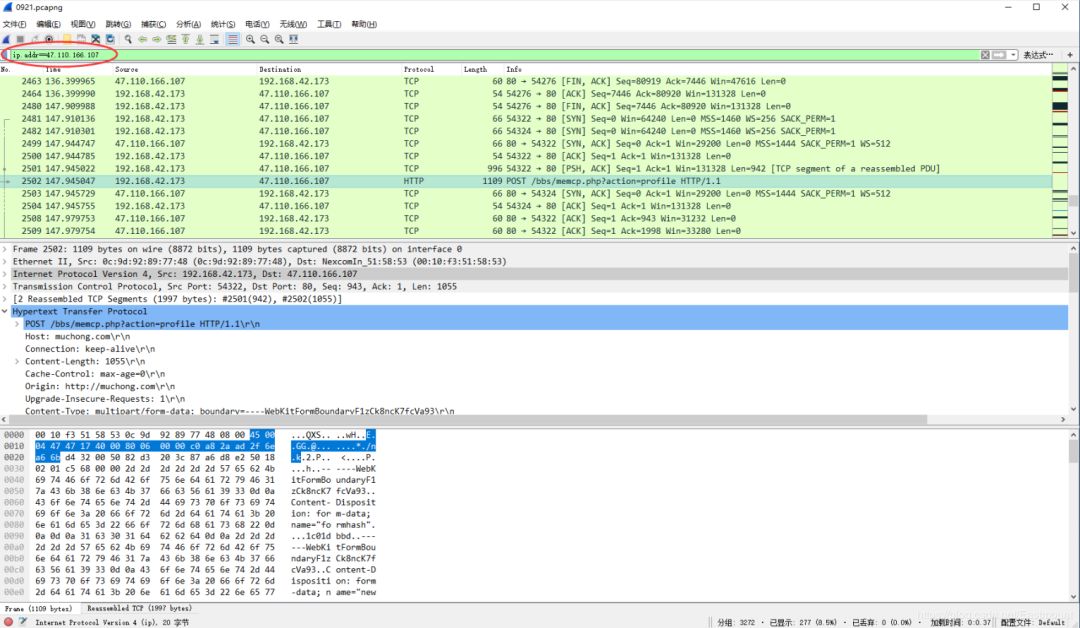 0921.pcapng
文件(F) 编辑(E) 视图(V) 跳转(G) 捕获(C) 分析(A) 统计(S) 电话(Y) 无线(W) 工具(T) 帮助(H)
ip.addr==47.110.166.107 表达式…
No. Time Source Destination Protocol Length Info
2463 136.399965 47.110.166.107 192.168.42.173 TCP 60 80 → 54276 [FIN, ACK] Seq=80919 Ack=7446 Win=47616 Len=0
2464 136.399990 192.168.42.173 47.110.166.107 TCP 54 54276 → 80 [ACK] Seq=7446 Ack=80920 Win=131328 Len=0
2480 147.909988 192.168.42.173 47.110.166.107 TCP 54 54276 → 80 [FIN, ACK] Seq=7446 Ack=80920 Win=131328 Len=0
2481 147.910136 192.168.42.173 47.110.166.107 TCP 66 54322 → 80 [SYN] Seq=0 Win=64240 Len=0 MSS=1460 WS=256 SACK_PERM=1
2482 147.910301 192.168.42.173 47.110.166.107 TCP 66 54324 → 80 [SYN] Seq=0 Win=64240 Len=0 MSS=1460 WS=256 SACK_PERM=1
2499 147.944747 47.110.166.107 192.168.42.173 TCP 66 80 → 54322 [SYN, ACK] Seq=0 Ack=1 Win=29200 Len=0 MSS=1444 SACK_PERM=1 WS=512
2500 147.944785 192.168.42.173 47.110.166.107 TCP 54 54322 → 80 [ACK] Seq=1 Ack=1 Win=131328 Len=0
2501 147.945022 192.168.42.173 47.110.166.107 TCP 996 54322 → 80 [PSH, ACK] Seq=1 Ack=1 Win=131328 Len=942 [TCP segment of a reassembled PDU]
2502 147.945047 192.168.42.173 47.110.166.107 HTTP 1109 POST /bbs/memcp.php?action=profile HTTP/1.1
2503 147.945729 47.110.166.107 192.168.42.173 TCP 66 80 → 54324 [SYN, ACK] Seq=0 Ack=1 Win=29200 Len=0 MSS=1444 SACK_PERM=1 WS=512
2504 147.945755 192.168.42.173 47.110.166.107 TCP 54 54324 → 80 [ACK] Seq=1 Ack=1 Win=131328 Len=0
2508 147.979753 47.110.166.107 192.168.42.173 TCP 60 80 → 54322 [ACK] Seq=1 Ack=943 Win=31232 Len=0
2509 147.979754 47.110.166.107 192.168.42.173 TCP 60 80 → 54322 [ACK] Seq=1 Ack=1998 Win=33280 Len=0
Frame 2502: 1109 bytes on wire (8872 bits), 1109 bytes captured (8872 bits) on interface 0
Ethernet II, Src: 0c:9d:92:89:77:48 (0c:9d:92:89:77:48), Dst: NexcomIn_51:58:53 (00:10:f3:51:58:53)
Internet Protocol Version 4, Src: 192.168.42.173, Dst: 47.110.166.107
Transmission Control Protocol, Src Port: 54322, Dst Port: 80, Seq: 943, Ack: 1, Len: 1055
[2 Reassembled TCP Segments (1997 bytes): #2501(942), #2502(1055)]
Hypertext Transfer Protocol
POST /bbs/memcp.php?action=profile HTTP/1.1\r\n
Host: muchong.com\r\n
Connection: keep-alive\r\n
Content-Length: 1055\r\n
Cache-Control: max-age=0\r\n
Origin: http://muchong.com\r\n
Upgrade-Insecure-Requests: 1\r\n
Content-Type: multipart/form-data; boundary=----WebKitFormBoundaryF1zCk8ncK7fcVa93\r\n
0000 00 10 f3 51 58 53 0c 9d 92 89 77 48 08 00 45 00 ...QXS.. ..wH..E.
0010 04 47 47 17 40 00 80 06 00 00 c0 a8 2a ad 2f 6e .GG.@... ....*./n
0020 a6 6b d4 32 00 50 82 d3 20 3c 87 a6 d8 e2 50 18 .k.2.P.. <....P.
0030 02 01 c5 68 00 00 2d 2d 2d 2d 2d 2d 57 65 62 4b ...h..-- ----WebK
0040 69 74 46 6f 72 6d 42 6f 75 6e 64 61 72 79 46 31 itFormBo undaryF1
0050 7a 43 6b 38 6e 63 4b 37 66 63 56 61 39 33 0d 0a zCk8ncK7 fcVa93..
0060 43 6f 6e 74 65 6e 74 2d 44 69 73 70 6f 73 69 74 Content- Disposit
0070 69 6f 6e 3a 20 66 6f 72 6d 2d 64 61 74 61 3b 20 ion: for m-data;
0080 6e 61 6d 65 3d 22 66 6f 72 6d 68 61 73 68 22 0d name="fo rmhash".
0090 0a 0d 0a 31 63 30 31 64 62 62 64 0d 0a 2d 2d 2d ...1c01d bbd..---
00a0 2d 2d 2d 57 65 62 4b 69 74 46 6f 72 6d 42 6f 75 ---WebKi tFormBou
00b0 6e 64 61 72 79 46 31 7a 43 6b 38 6e 63 4b 37 66 ndaryF1z Ck8ncK7f
00c0 63 56 61 39 33 0d 0a 43 6f 6e 74 65 6e 74 2d 44 cVa93..C ontent-D
00d0 69 73 70 6f 73 69 74 69 6f 6e 3a 20 66 6f 72 6d ispositi on: form
00e0 2d 64 61 74 61 3b 20 6e 61 6d 65 3d 22 6e 65 77 -data; n ame="new
Frame (1109 bytes) Reassembled TCP (1997 bytes)
Internet Protocol Version 4 (ip), 20 字节 分组: 3272 · 已显示: 277 (8.5%) · 已丢弃: 0 (0.0%) · 加载时间: 0:0.37 配置文件: Default